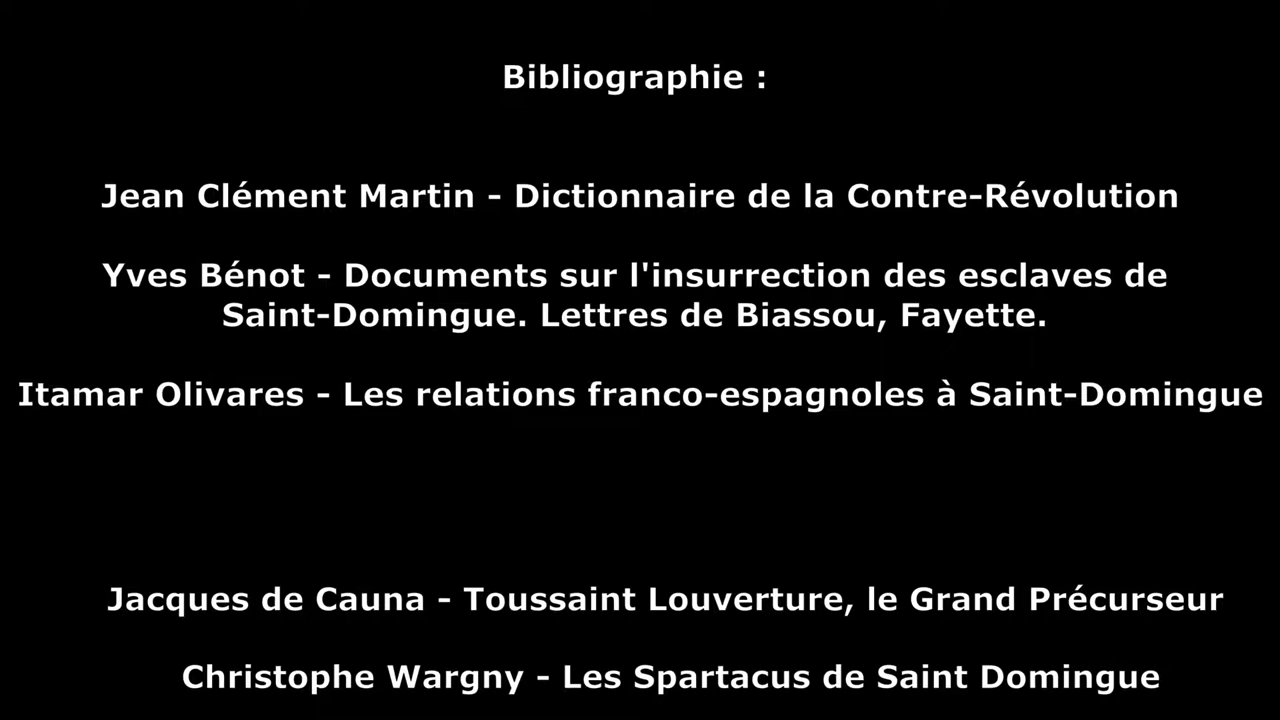 Bibliographie :
Jean Clément Martin - Dictionnaire de la Contre-Révolution
Yves Bénot - Documents sur l'insurrection des esclaves de
Saint-Domingue. Lettres de Biassou, Fayette.
Itamar Olivares - Les relations franco-espagnoles à Saint-Domingue
Jacques de Cauna - Toussaint Louverture, le Grand Précurseur
Christophe Wargny - Les Spartacus de Saint Domingue